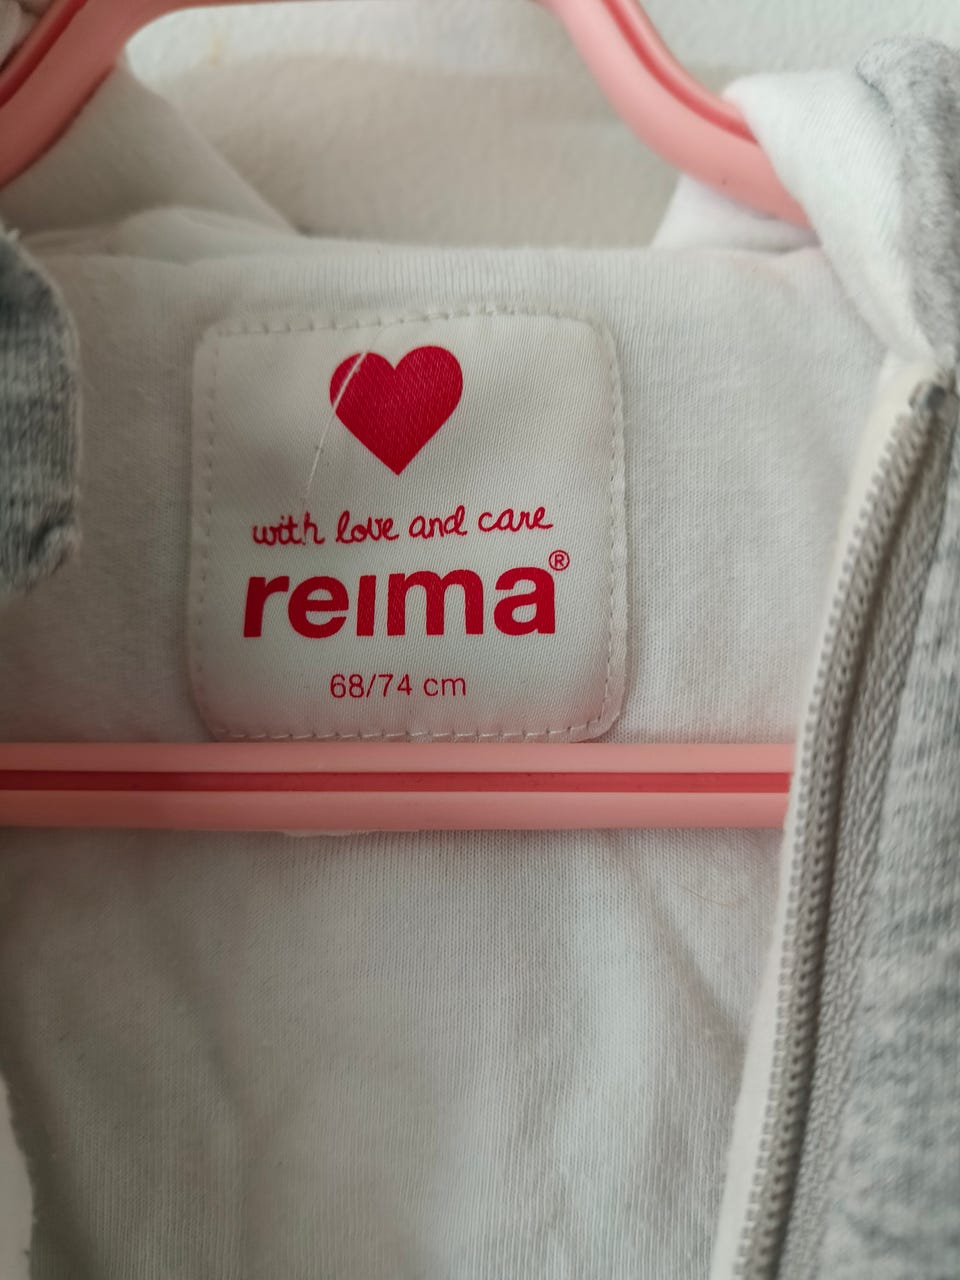 with love and care
reima®
68/74 cm